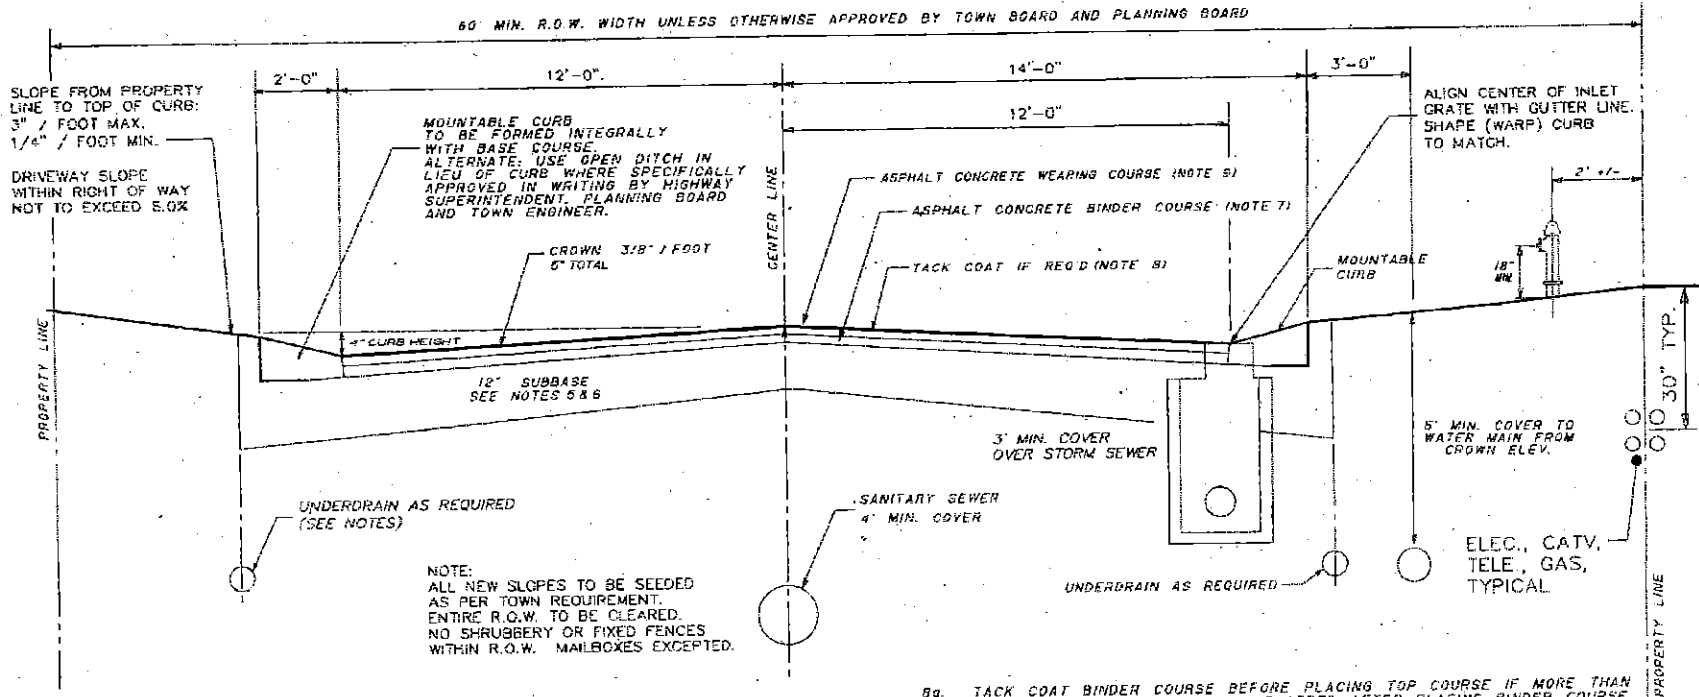 60' MIN. R.O.W. WIDTH UNLESS OTHERWISE APPROVED BY TOWN BOARD AND PLANNING BOARD
2'-0"
12'-0".
14'-0"
3'-0"
12'-0"
SLOPE FROM PROPERTY
LINE TO TOP OF CURB:
3" / FOOT MAX.
1/4" / FOOT MIN.
DRIVEWAY SLOPE
WITHIN RIGHT OF WAY
NOT TO EXCEED 5.0%
MOUNTABLE CURB
TO BE FORMED INTEGRALLY
WITH BASE COURSE.
ALTERNATE: USE OPEN DITCH IN
LIEU OF CURB WHERE SPECIFICALLY
APPROVED IN WRITING BY HIGHWAY
SUPERINTENDENT, PLANNING BOARD
AND TOWN ENGINEER.
CROWN 3/8" / FOOT
TOTAL
CENTER LINE
ASPHALT CONCRETE WEARING COURSE (NOTE 9)
ASPHALT CONCRETE BINDER COURSE (NOTE 7)
TACK COAT IF REQ'D (NOTE 8)
ALIGN CENTER OF INLET
GRATE WITH GUTTER LINE.
SHAPE (WARP) CURB
TO MATCH.
2' +/-
18"
MIN.
MOUNTABLE
CURB
PROPERTY LINE
4" CURB HEIGHT
12" SUBBASE
SEE NOTES 5 & 6
3' MIN. COVER
OVER STORM SEWER
5' MIN. COVER TO
WATER MAIN FROM
CROWN ELEV.
30" TYP.
UNDERDRAIN AS REQUIRED
(SEE NOTES)
SANITARY SEWER
4' MIN. COVER
UNDERDRAIN AS REQUIRED
ELEC., CATV,
TELE., GAS,
TYPICAL
PROPERTY LINE
NOTE:
ALL NEW SLOPES TO BE SEEDED
AS PER TOWN REQUIREMENT.
ENTIRE R.O.W. TO BE CLEARED.
NO SHRUBBERY OR FIXED FENCES
WITHIN R.O.W. MAILBOXES EXCEPTED.
8a. TACK COAT BINDER COURSE BEFORE PLACING TOP COURSE IF MORE THAN
AFTER PLACING BINDER COURSE